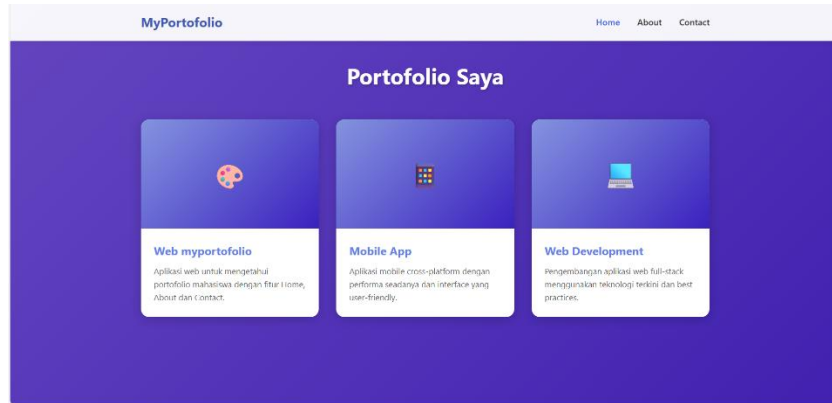 MyPortofolio
Home About Contact
Portofolio Saya
Web myportofolio
Aplikasi web untuk mengetahui
portofolio mahasiswa dengan fitur Home,
About dan Contact.
Mobile App
Aplikasi mobile cross-platform dengan
performa seadanya dan interface yang
user-friendly.
Web Development
Pengembangan aplikasi web full-stack
menggunakan teknologi terkini dan best
practices.